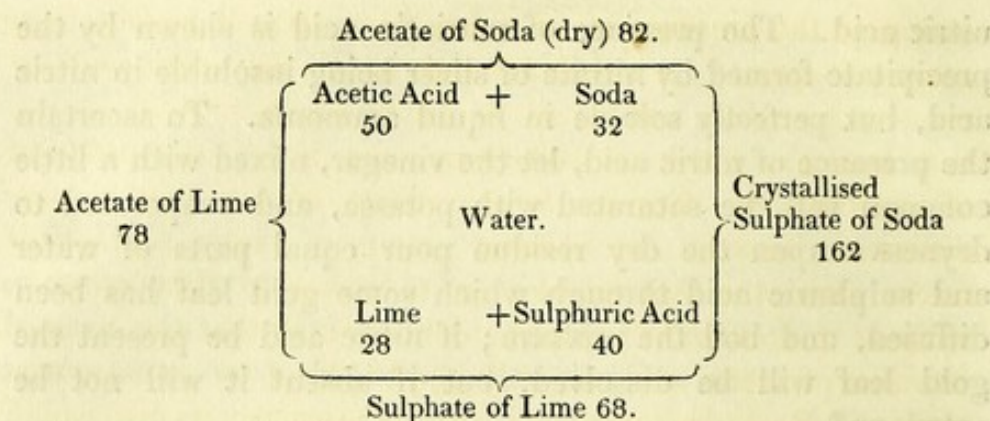 Acetate of Soda (dry) 82.
Acetic Acid + Soda
50 32
Acetate of Lime
78
Water.
Crystallised
Sulphate of Soda
162
Lime +Sulphuric Acid
28 40
Sulphate of Lime 68.